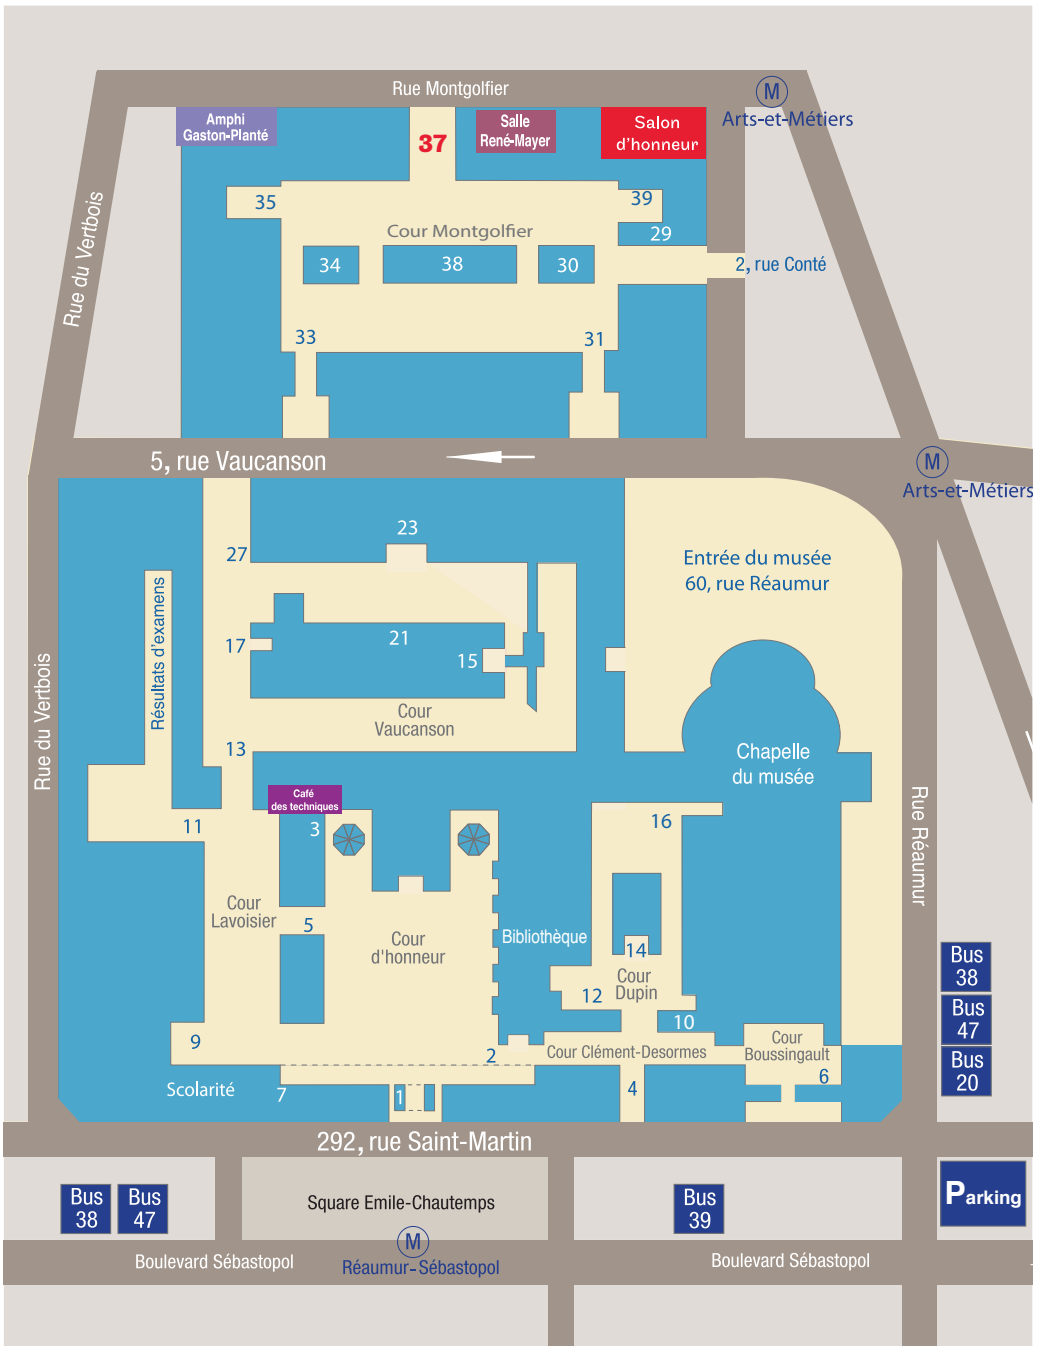 Rue Montgolfier
M
Arts-et-Métiers
Amphi
Gaston-Planté
37
Salle
René-Mayer
Salon
d'honneur
Rue du Vertbois
35
39
Cour Montgolfier
29
34
38
30
2, rue Conté
33
31
5, rue Vaucanson
M
Arts-et-Métiers
23
27
Entrée du musée
60, rue Réaumur
Résultats d'examens
17
21
15
Rue du Vertbois
Cour
Vaucanson
13
Chapelle
du musée
Café
des techniques
3
11
16
Rue Réaumur
Cour
Lavoisier
5
Cour
d'honneur
Bibliothèque
14
Cour
Dupin
12
10
Bus
38
Bus
47
Bus
20
9
2
Cour Clément-Desormes
Cour
Boussingault
6
Scolarité
7
1
4
292, rue Saint-Martin
Bus
38
Bus
47
Square Emile-Chautemps
Bus
39
Parking
M
Réaumur-Sébastopol
Boulevard Sébastopol
Boulevard Sébastopol